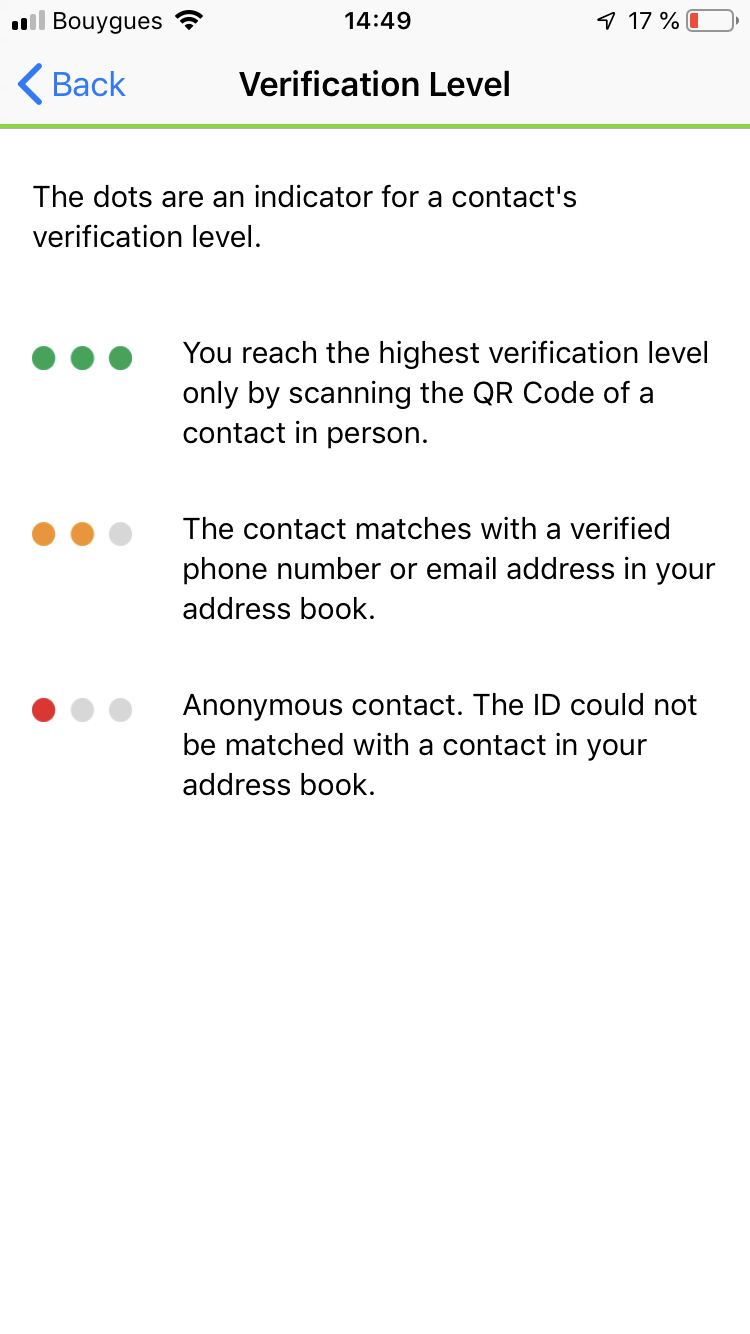 Bouygues 14:49 17 %
Back Verification Level
The dots are an indicator for a contact's
verification level.
You reach the highest verification level
only by scanning the QR Code of a
contact in person.
The contact matches with a verified
phone number or email address in your
address book.
Anonymous contact. The ID could not
be matched with a contact in your
address book.